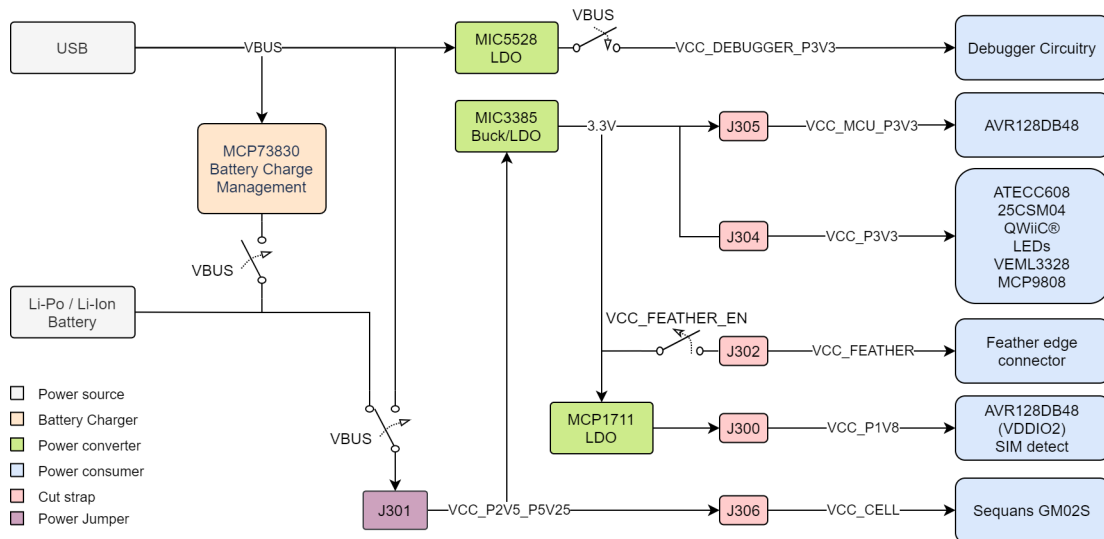 USB
VBUS
MIC5528
LDO
VBUS
VCC_DEBUGGER_P3V3
Debugger Circuitry
MIC3385
Buck/LDO
3.3V
J305
VCC_MCU_P3V3
AVR128DB48
MCP73830
Battery Charge
Management
J304
VCC_P3V3
ATECC608
25CSM04
QWiiC®
LEDs
VEML3328
MCP9808
VBUS
Li-Po / Li-Ion
Battery
VCC_FEATHER_EN
J302
VCC_FEATHER
Feather edge
connector
MCP1711
LDO
J300
VCC_P1V8
AVR128DB48
(VDDIO2)
SIM detect
VBUS
J301
VCC_P2V5_P5V25
J306
VCC_CELL
Sequans GM02S
Power source
Battery Charger
Power converter
Power consumer
Cut strap
Power Jumper